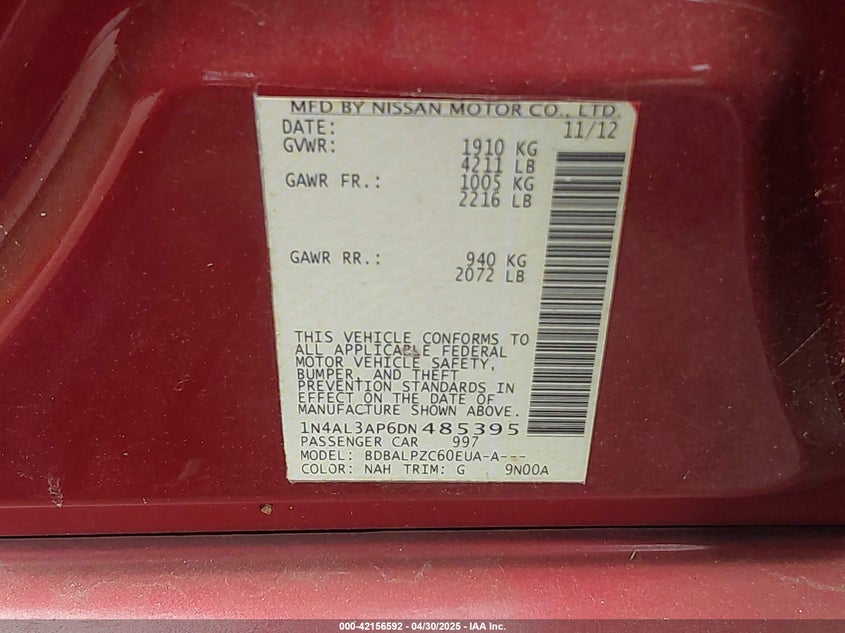 MFD BY NISSAN MOTOR CO., LTD.
DATE: 11/12
GVWR: 1910 KG
4211 LB
GAWR FR.: 1005 KG
2216 LB
GAWR RR.: 940 KG
2072 LB
THIS VEHICLE CONFORMS TO
ALL APPLICABLE FEDERAL
MOTOR VEHICLE SAFETY,
BUMPER, AND THEFT
PREVENTION STANDARDS IN
EFFECT ON THE DATE OF
MANUFACTURE SHOWN ABOVE.
1N4AL3AP6DN485395
PASSENGER CAR 997
MODEL: BDBALPZC60EUA-A---
COLOR: NAH TRIM: G 9N00A
000-42156592 - 04/30/2025 - IAA Inc.